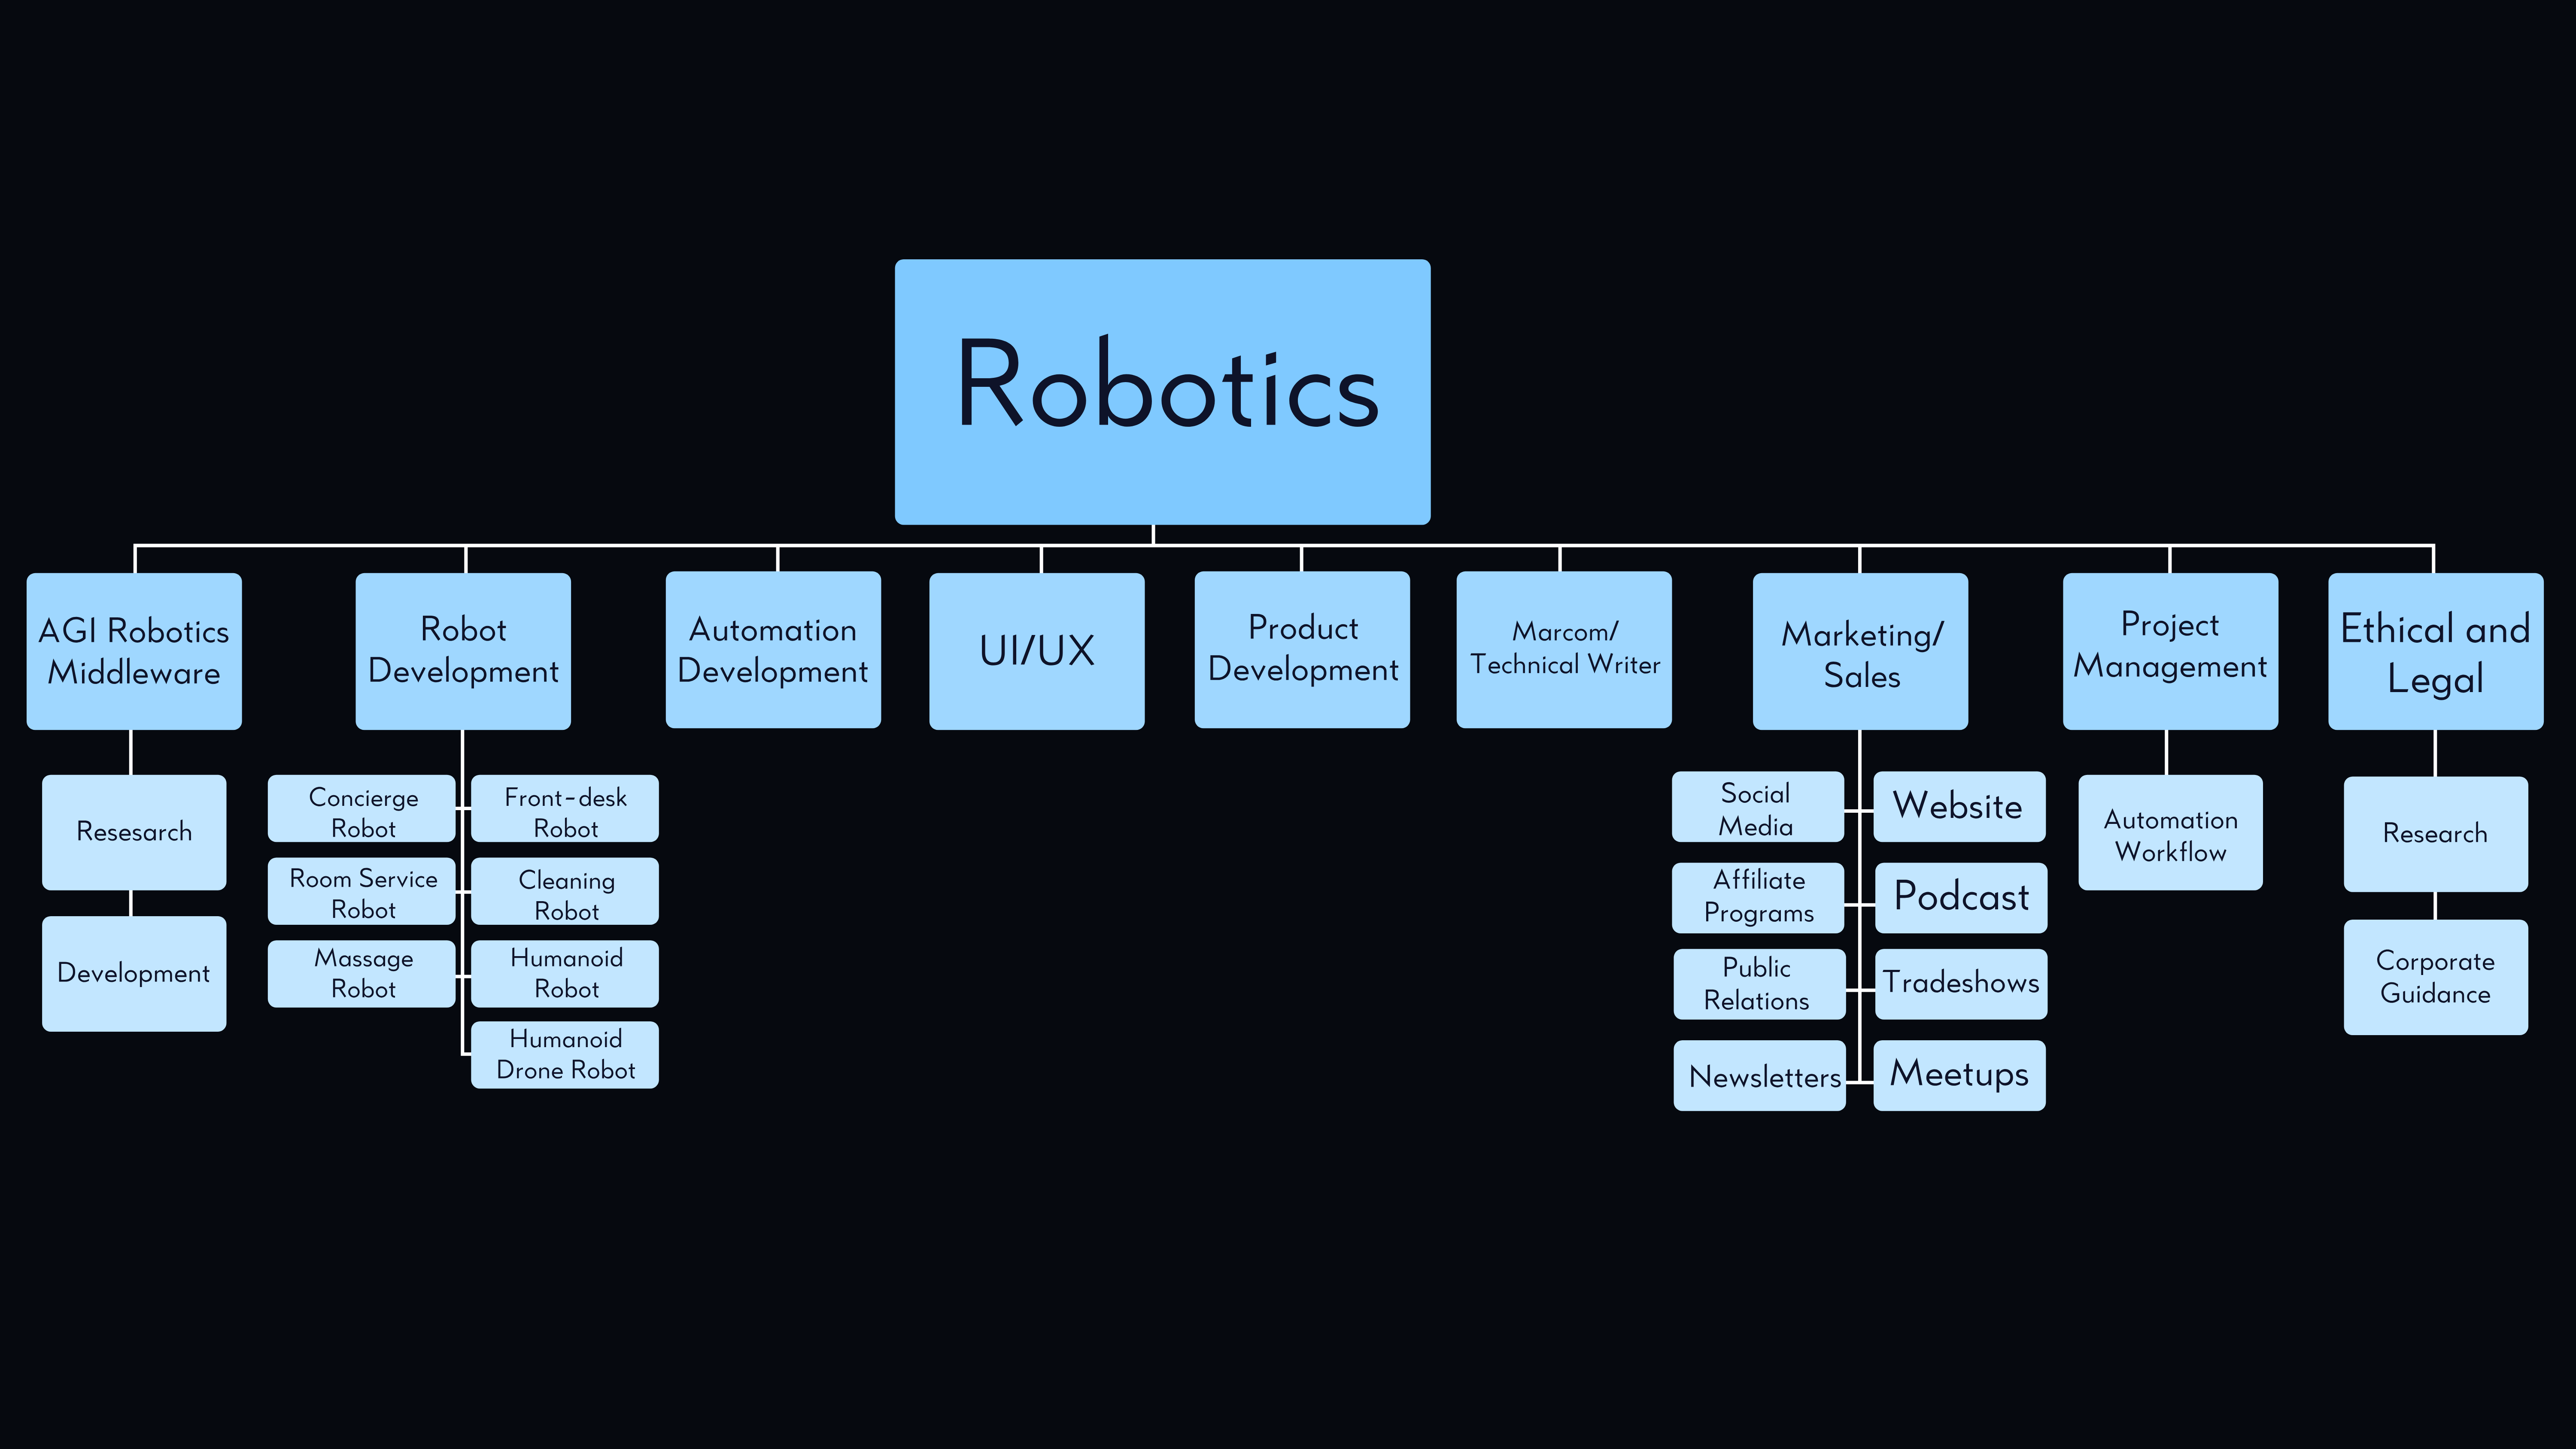 Robotics
AGI Robotics
Middleware
Robot
Development
Automation
Development
UI/UX
Product
Development
Marcom/
Technical Writer
Marketing/
Sales
Project
Management
Ethical and
Legal
Resesarch
Development
Concierge
Robot
Front-desk
Robot
Room Service
Robot
Cleaning
Robot
Massage
Robot
Humanoid
Robot
Humanoid
Drone Robot
Social
Media
Website
Affiliate
Programs
Podcast
Public
Relations
Tradeshows
Newsletters
Meetups
Automation
Workflow
Research
Corporate
Guidance